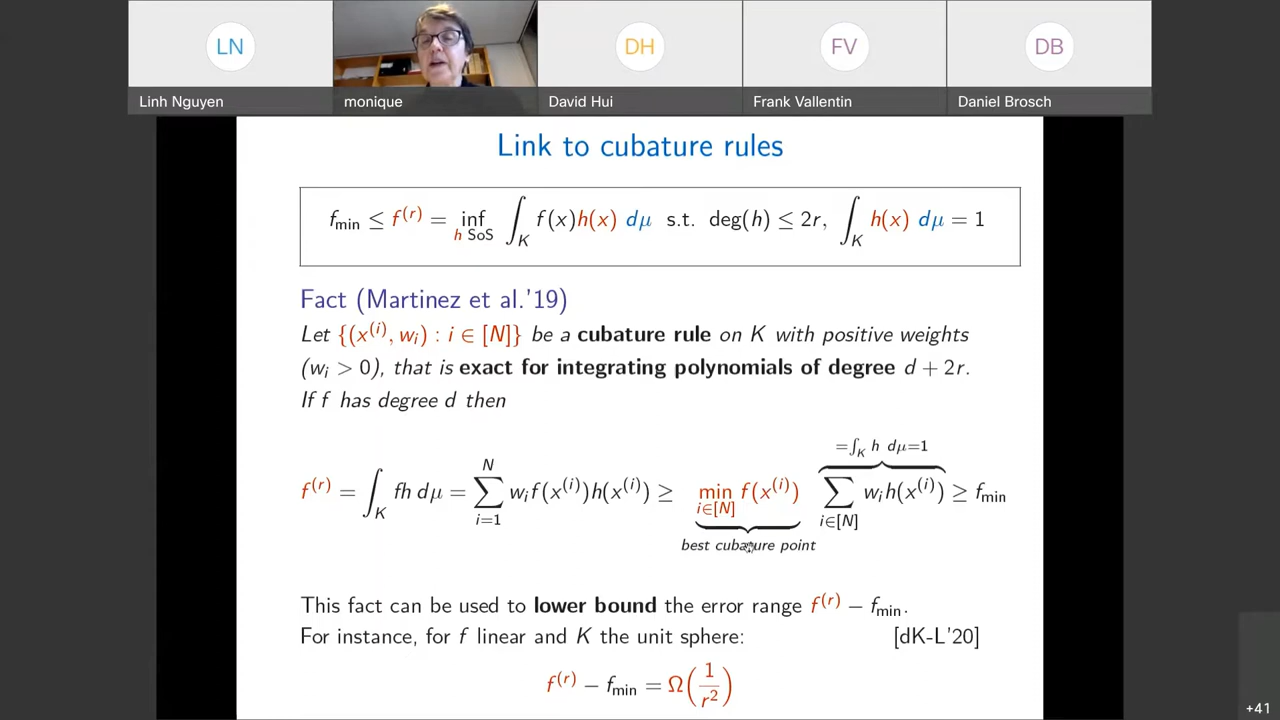 LN
DH
FV
DB
Linh Nguyen
monique
David Hui
Frank Vallentin
Daniel Brosch
Link to cubature rules
f_min ≤ f^(r) = inf_{h SoS} ∫_K f(x)h(x) dμ s.t. deg(h) ≤ 2r, ∫_K h(x) dμ = 1
Fact (Martinez et al.'19)
Let {(x^(i), w_i) : i ∈ [N]} be a cubature rule on K with positive weights
(w_i > 0), that is exact for integrating polynomials of degree d + 2r.
If f has degree d then
=∫_K h dμ=1
f^(r) = ∫_K fh dμ = ∑_{i=1}^N w_i f(x^(i))h(x^(i)) ≥ min_{i∈[N]} f(x^(i)) ∑_{i∈[N]} w_i h(x^(i)) ≥ f_min
best cubature point
This fact can be used to lower bound the error range f^(r) − f_min.
For instance, for f linear and K the unit sphere: [dK-L'20]
f^(r) − f_min = Ω(1/r^2)
+41